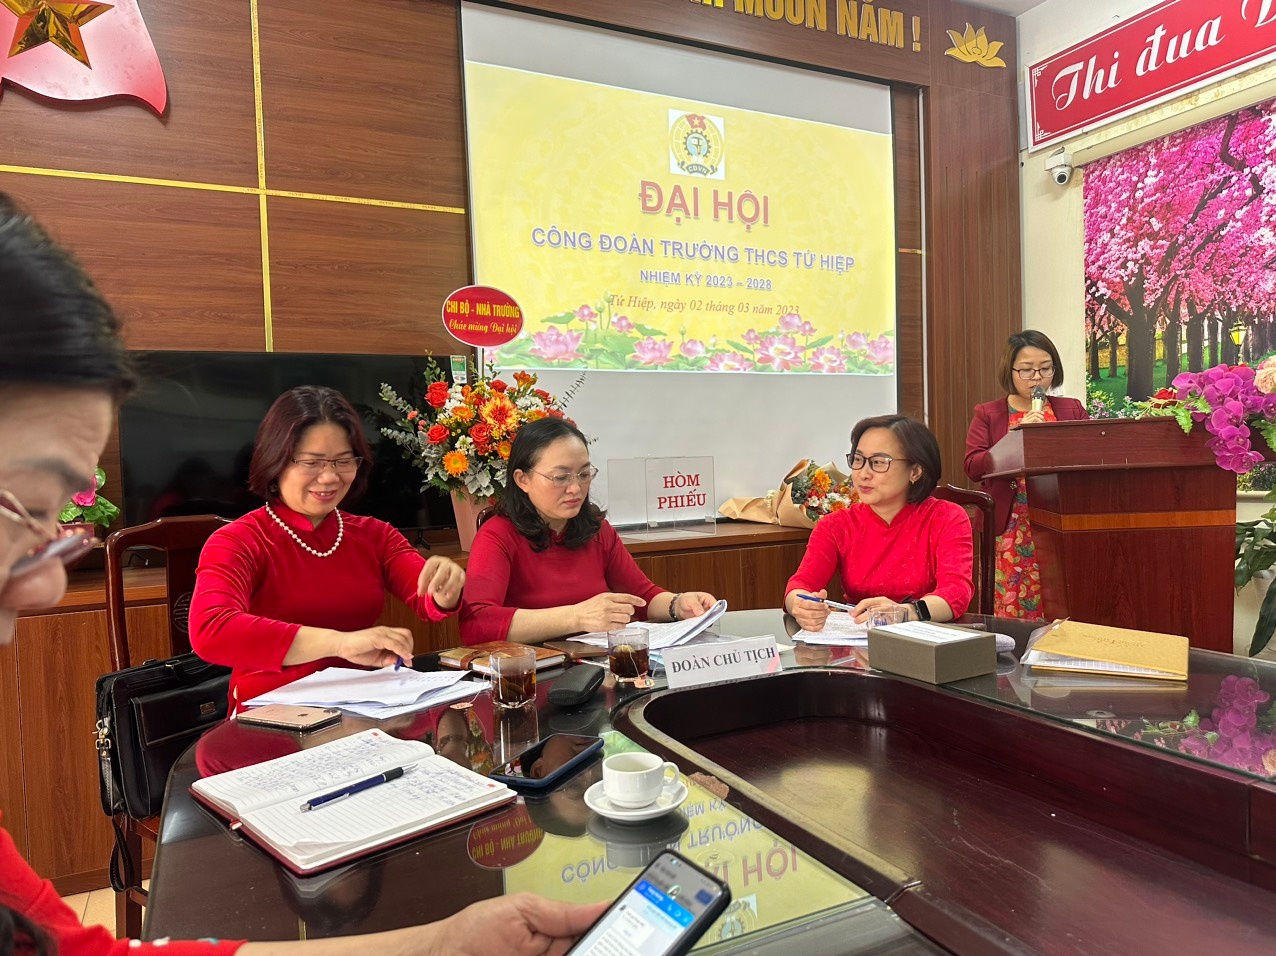 MUÔN NĂM !
Thi đua
CĐVN
ĐẠI HỘI
CÔNG ĐOÀN TRƯỜNG THCS TỨ HIỆP
NHIỆM KỲ 2023 – 2028
Tứ Hiệp, ngày 02 tháng 03 năm 2023
CHI BỘ - NHÀ TRƯỜNG
Chúc mừng Đại hội
HÒM
PHIẾU
ĐOÀN CHỦ TỊCH